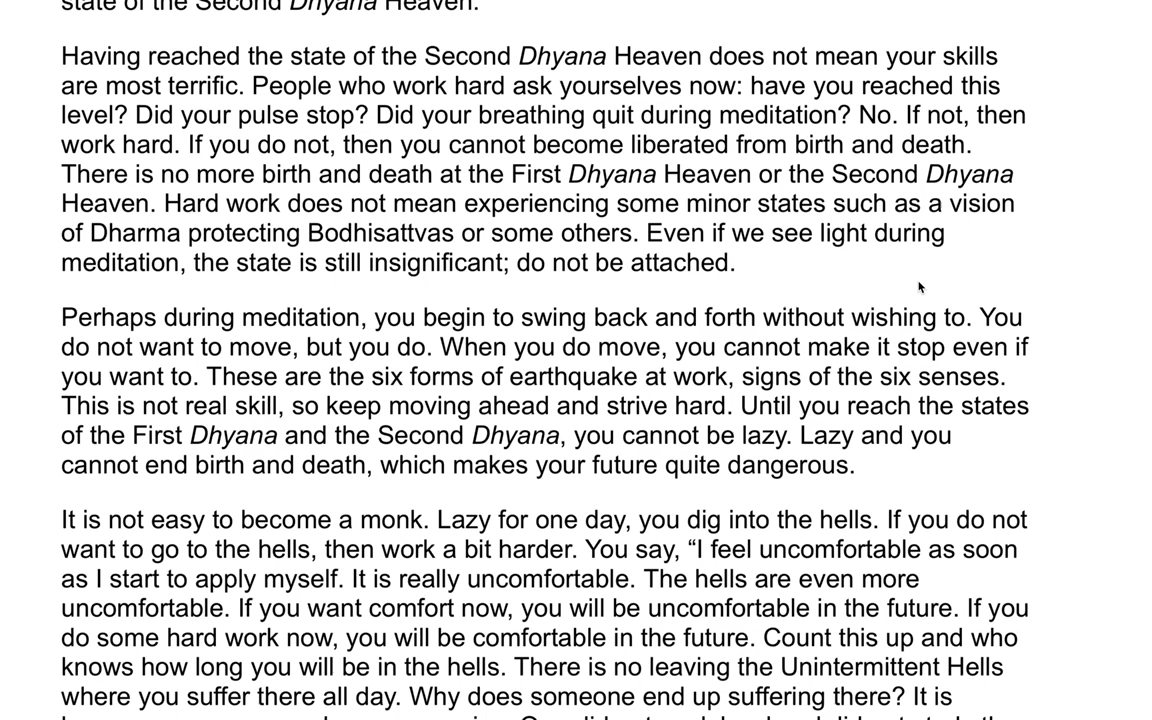 state of the Second Dhyana Heaven.
Having reached the state of the Second Dhyana Heaven does not mean your skills
are most terrific. People who work hard ask yourselves now: have you reached this
level? Did your pulse stop? Did your breathing quit during meditation? No. If not, then
work hard. If you do not, then you cannot become liberated from birth and death.
There is no more birth and death at the First Dhyana Heaven or the Second Dhyana
Heaven. Hard work does not mean experiencing some minor states such as a vision
of Dharma protecting Bodhisattvas or some others. Even if we see light during
meditation, the state is still insignificant; do not be attached.
Perhaps during meditation, you begin to swing back and forth without wishing to. You
do not want to move, but you do. When you do move, you cannot make it stop even if
you want to. These are the six forms of earthquake at work, signs of the six senses.
This is not real skill, so keep moving ahead and strive hard. Until you reach the states
of the First Dhyana and the Second Dhyana, you cannot be lazy. Lazy and you
cannot end birth and death, which makes your future quite dangerous.
It is not easy to become a monk. Lazy for one day, you dig into the hells. If you do not
want to go to the hells, then work a bit harder. You say, “I feel uncomfortable as soon
as I start to apply myself. It is really uncomfortable. The hells are even more
uncomfortable. If you want comfort now, you will be uncomfortable in the future. If you
do some hard work now, you will be comfortable in the future. Count this up and who
knows how long you will be in the hells. There is no leaving the Unintermittent Hells
where you suffer there all day. Why does someone end up suffering there? It is